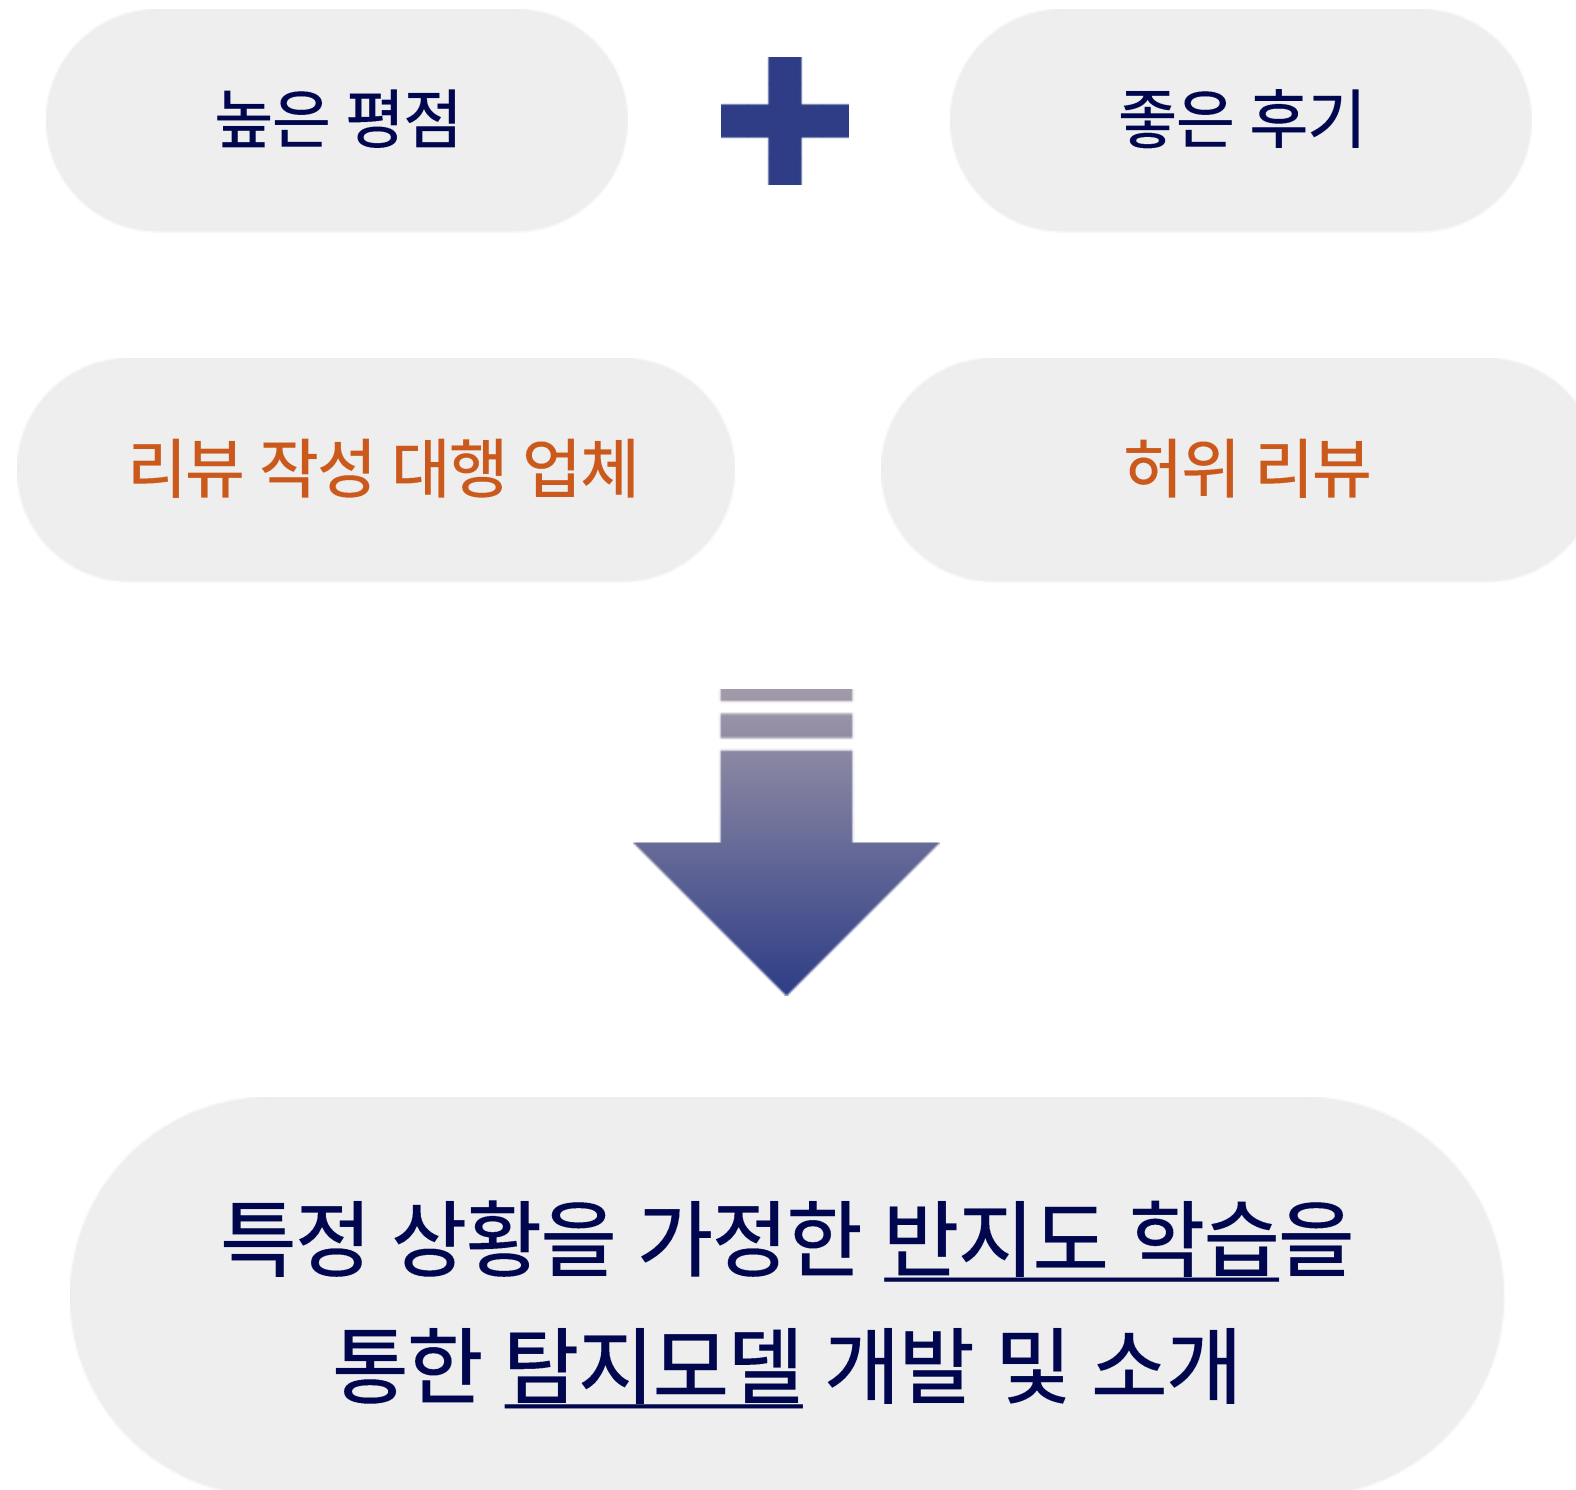 높은 평점
좋은 후기
리뷰 작성 대행 업체
허위 리뷰
특정 상황을 가정한 반지도 학습을
통한 탐지모델 개발 및 소개